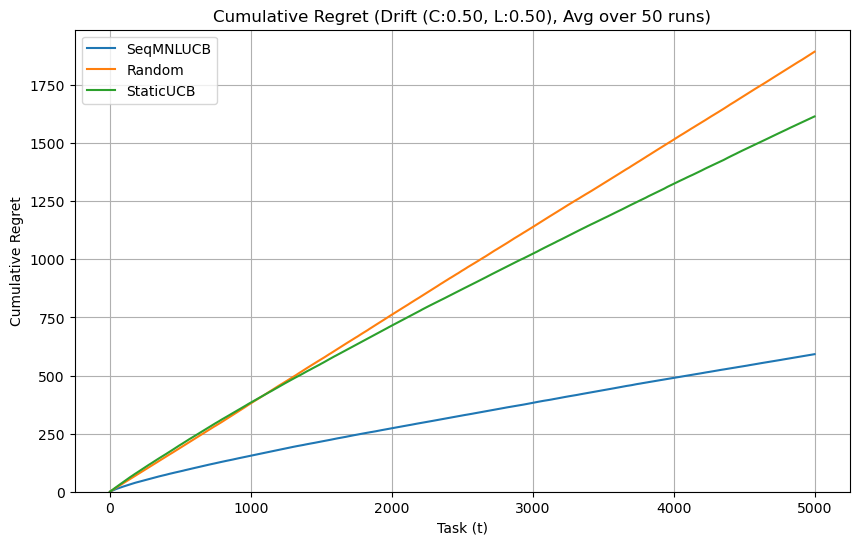 Cumulative Regret (Drift (C:0.50, L:0.50), Avg over 50 runs)
SeqMNLUCB
Random
StaticUCB
Cumulative Regret
1750
1500
1250
1000
750
500
250
0
0 1000 2000 3000 4000 5000
Task (t)